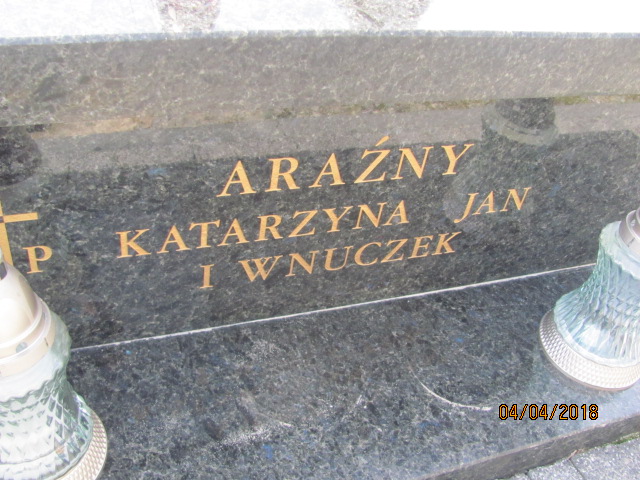 ARAŹNY
KATARZYNA JAN
P
I WNUCZEK
04/04/2018